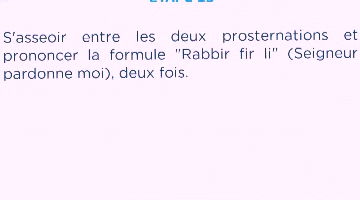 S'asseoir entre les deux prosternations et
prononcer la formule "Rabbir fir li" (Seigneur
pardonne moi), deux fois.